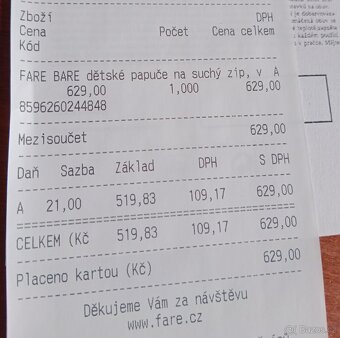 Zboží DPH
Cena Počet Cena celkem
Kód
FARE BARE dětské papuče na suchý zip, v A
629,00 1,000 629,00
8596260244848
Mezisoučet 629,00
Daň Sazba Základ DPH S DPH
A 21,00 519,83 109,17 629,00
CELKEM (Kč 519,83 109,17 629,00
Placeno kartou (Kč) 629,00
Děkujeme Vám za návštěvu
www.fare.cz
Bazos.sk